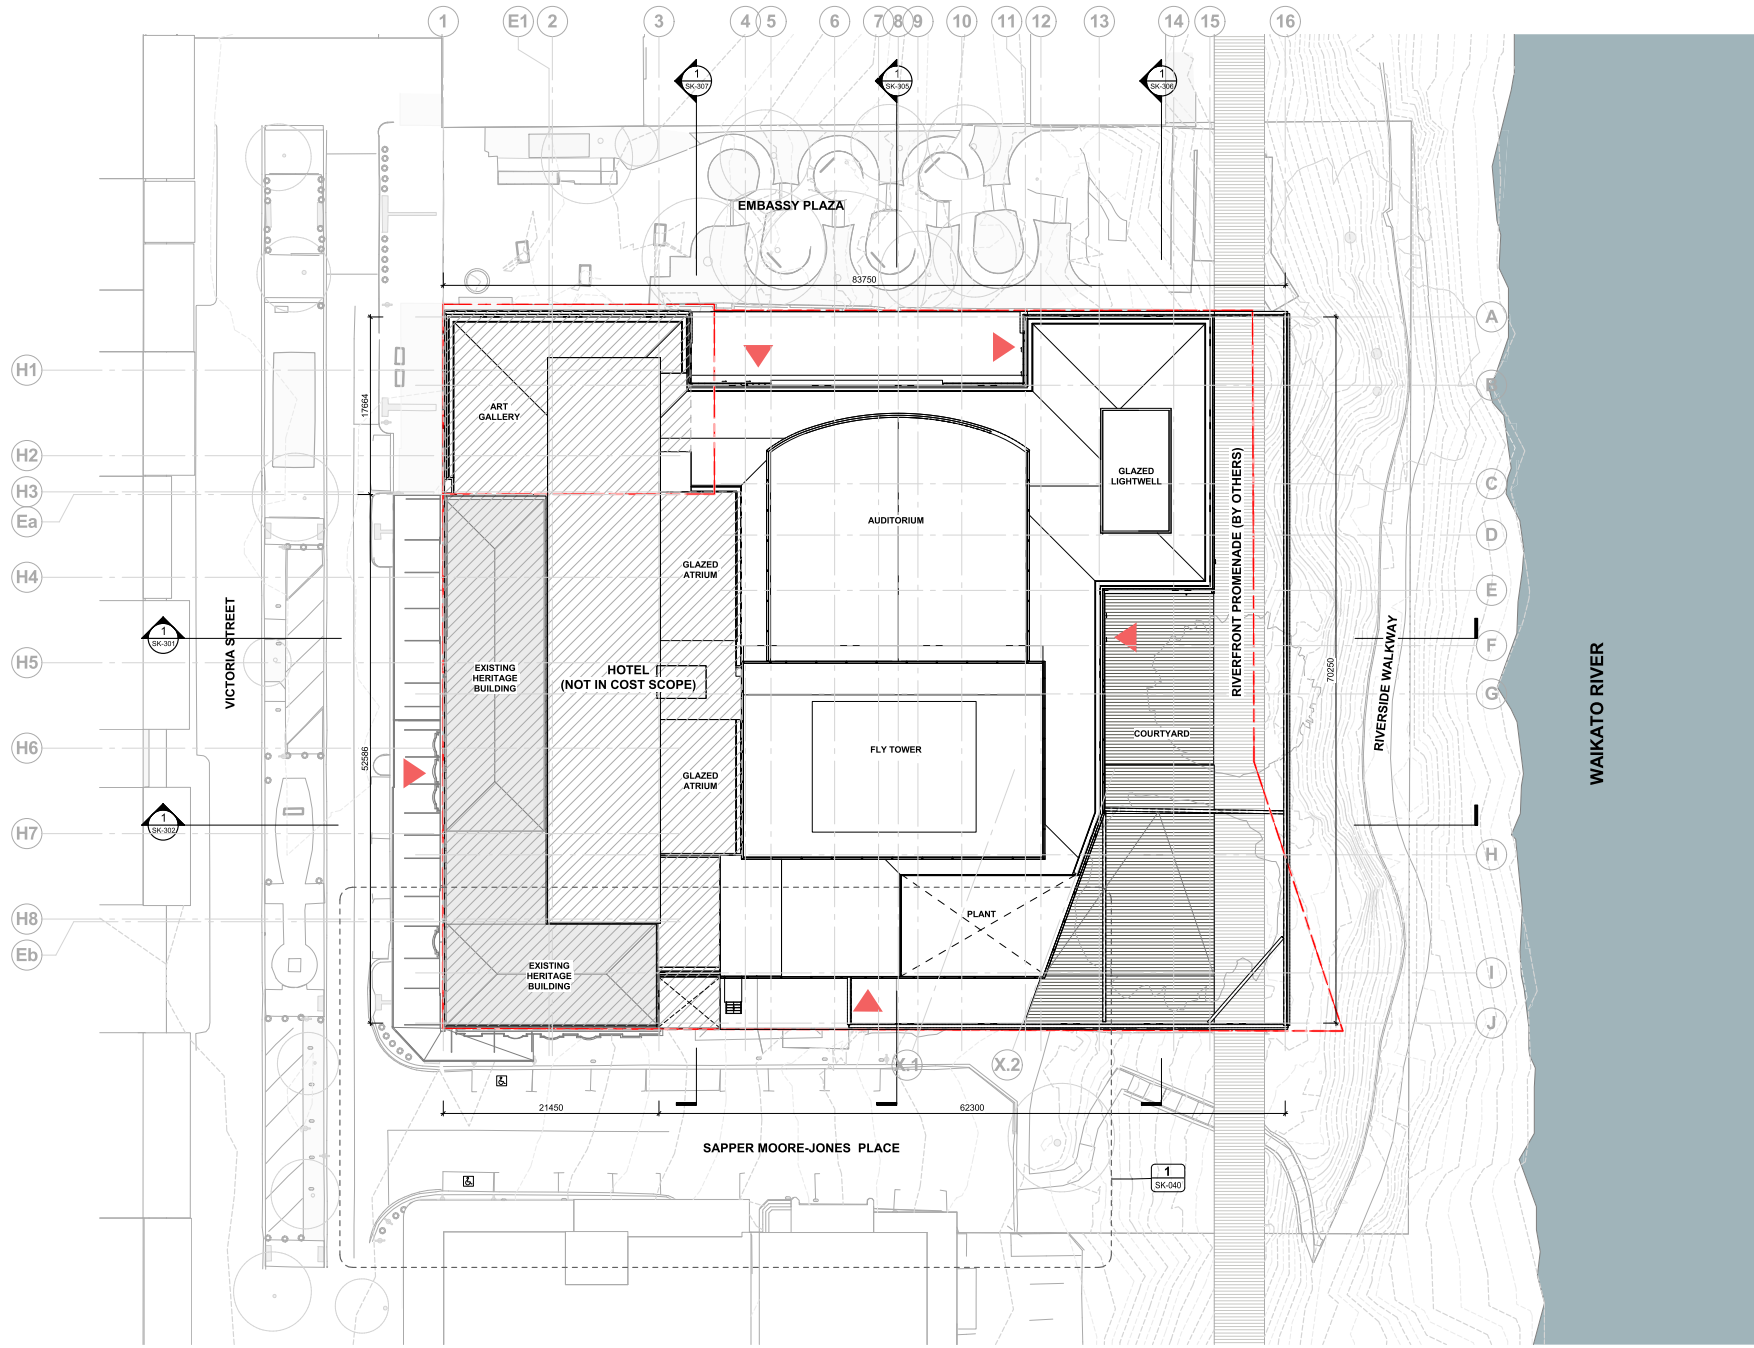 1
E1
2
3
4
5
6
7
8
9
10
11
12
13
14
15
16
1
SK-307
1
SK-305
1
SK-306
EMBASSY PLAZA
83750
A
H1
B
17664
ART
GALLERY
H2
GLAZED
LIGHTWELL
RIVERFRONT PROMENADE (BY OTHERS)
H3
C
Ea
AUDITORIUM
D
H4
GLAZED
ATRIUM
E
1
SK-301
VICTORIA STREET
F
H5
EXISTING
HERITAGE
BUILDING
HOTEL
(NOT IN COST SCOPE)
70250
RIVERSIDE WALKWAY
WAIKATO RIVER
G
H6
52586
FLY TOWER
COURTYARD
GLAZED
ATRIUM
1
SK-302
H7
H
H8
PLANT
Eb
EXISTING
HERITAGE
BUILDING
I
J
X.1
X.2
21450
62300
SAPPER MOORE-JONES PLACE
1
SK-040